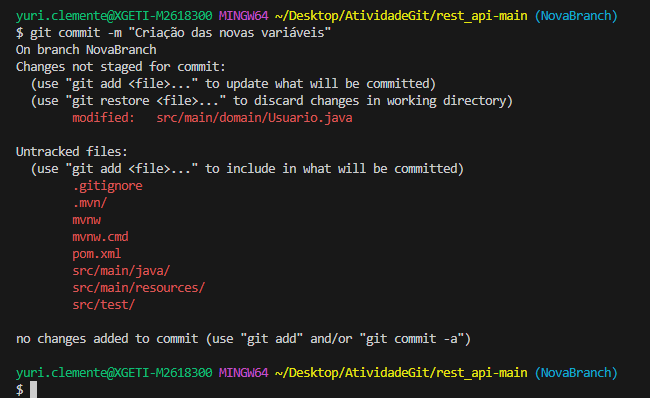 yuri.clemente@XGETI-M2618300 MINGW64 ~/Desktop/AtividadeGit/rest_api-main (NovaBranch)
$ git commit -m "Criação das novas variáveis"
On branch NovaBranch
Changes not staged for commit:
  (use "git add <file>..." to update what will be committed)
  (use "git restore <file>..." to discard changes in working directory)
        modified:   src/main/domain/Usuario.java

Untracked files:
  (use "git add <file>..." to include in what will be committed)
        .gitignore
        .mvn/
        mvnw
        mvnw.cmd
        pom.xml
        src/main/java/
        src/main/resources/
        src/test/

no changes added to commit (use "git add" and/or "git commit -a")

yuri.clemente@XGETI-M2618300 MINGW64 ~/Desktop/AtividadeGit/rest_api-main (NovaBranch)
$